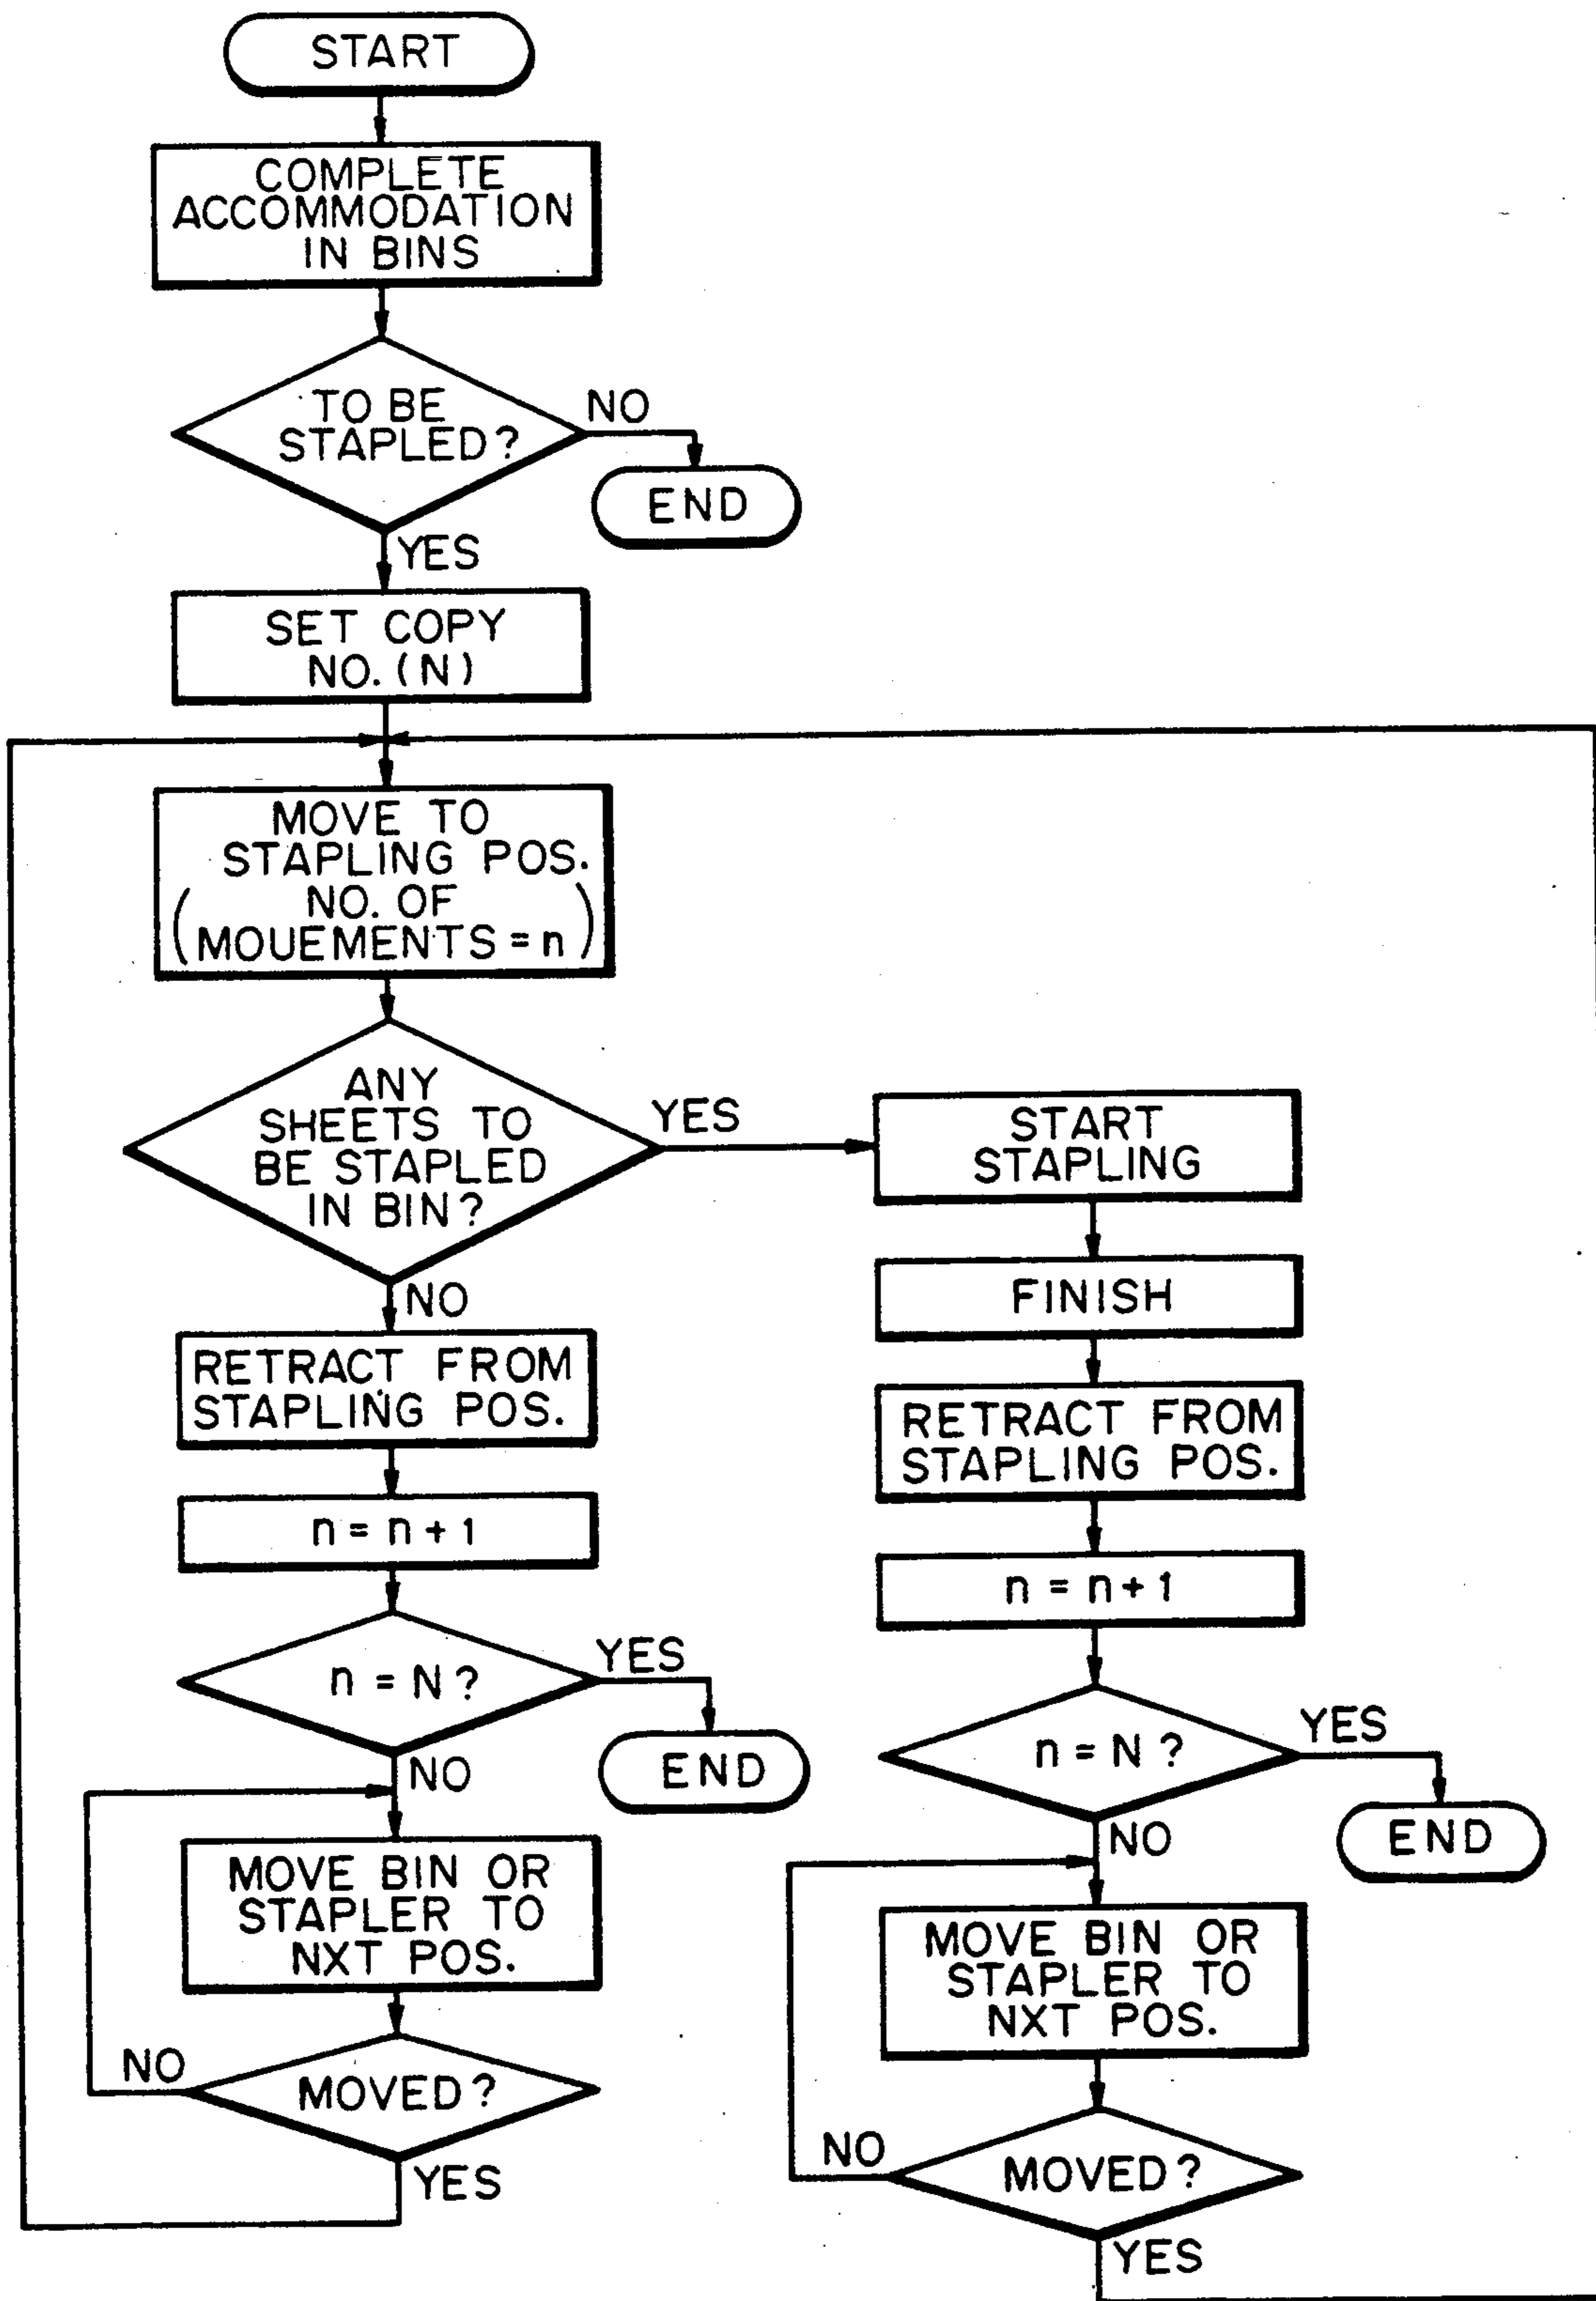 START
COMPLETE
ACCOMMODATION
IN BINS
TO BE
STAPLED?
NO
END
YES
SET COPY
NO. (N)
MOVE TO
STAPLING POS.
( NO. OF
MOUEMENTS = n )
ANY
SHEETS TO
BE STAPLED
IN BIN?
YES
NO
RETRACT FROM
STAPLING POS.
n = n + 1
n = N ?
YES
END
NO
MOVE BIN OR
STAPLER TO
NXT POS.
NO
MOVED?
YES
START
STAPLING
FINISH
RETRACT FROM
STAPLING POS.
n = n + 1
n = N ?
YES
END
NO
MOVE BIN OR
STAPLER TO
NXT POS.
NO
MOVED?
YES